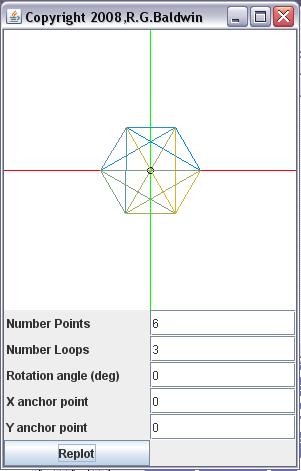 Copyright 2008,R.G.Baldwin
Number Points 6
Number Loops 3
Rotation angle (deg) 0
X anchor point 0
Y anchor point 0
Replot